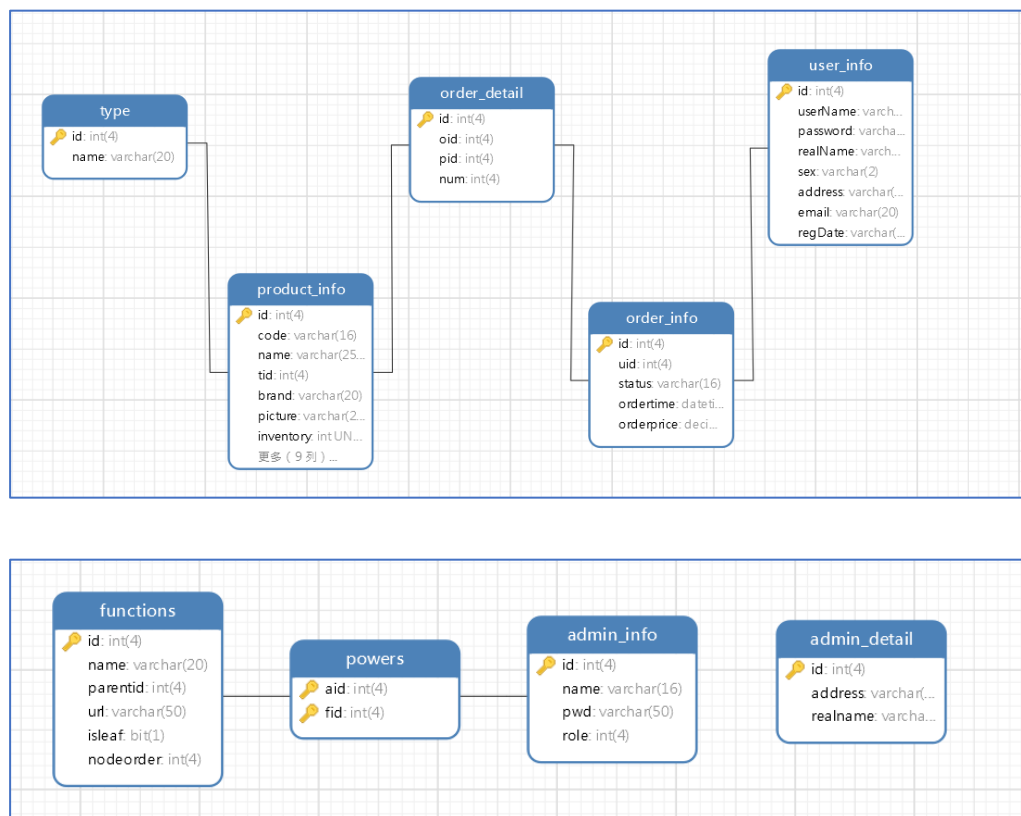 type
id: int(4)
name: varchar(20)
order_detail
id: int(4)
oid: int(4)
pid: int(4)
num: int(4)
user_info
id: int(4)
userName: varch...
password: varcha...
realName: varch...
sex: varchar(2)
address: varchar(...
email: varchar(20)
regDate: varchar(...
product_info
id: int(4)
code: varchar(16)
name: varchar(25...
tid: int(4)
brand: varchar(20)
picture: varchar(2...
inventory: int UN...
更多（9 列）...
order_info
id: int(4)
uid: int(4)
status: varchar(16)
ordertime: dateti...
orderprice: deci...
functions
id: int(4)
name: varchar(20)
parentid: int(4)
url: varchar(50)
isleaf: bit(1)
nodeorder: int(4)
powers
aid: int(4)
fid: int(4)
admin_info
id: int(4)
name: varchar(16)
pwd: varchar(50)
role: int(4)
admin_detail
id: int(4)
address: varchar(...
realname: varcha...